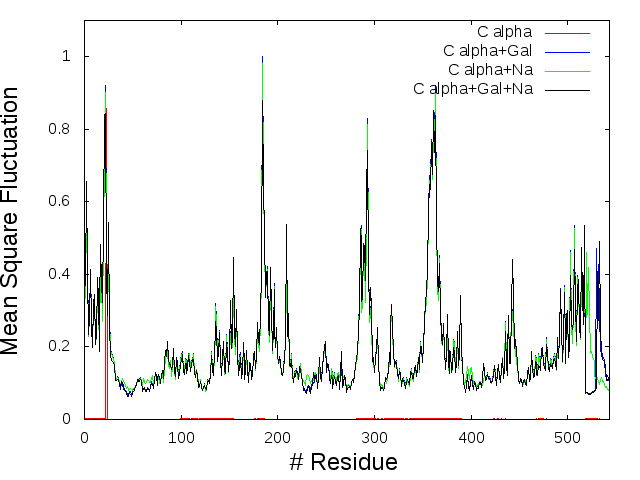 1
0.8
0.6
0.4
0.2
0
0 100 200 300 400 500
Mean Square Fluctuation
# Residue
C alpha
C alpha+Gal
C alpha+Na
C alpha+Gal+Na